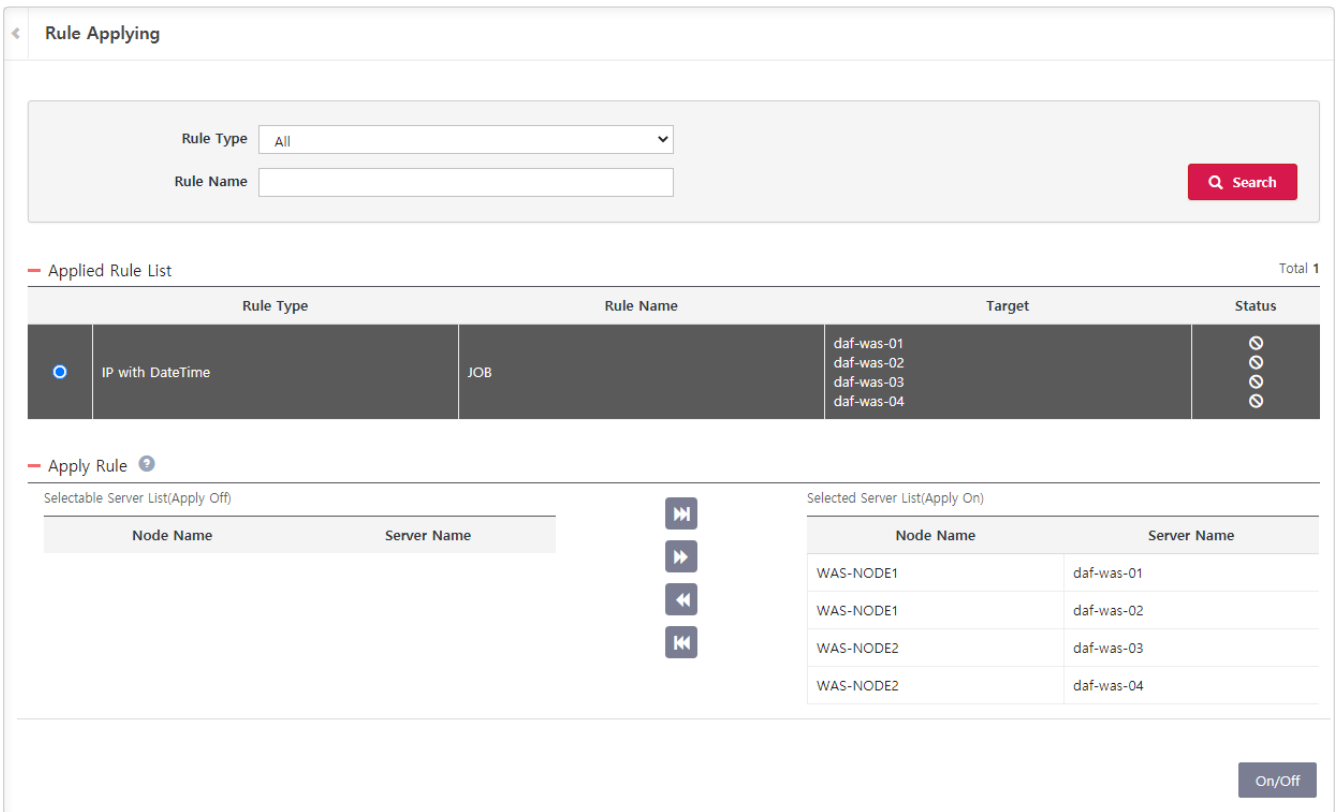 Rule Applying
Rule Type All
Rule Name
Search
Applied Rule List Total 1
Rule Type Rule Name Target Status
IP with DateTime JOB daf-was-01
daf-was-02
daf-was-03
daf-was-04
Apply Rule ?
Selectable Server List(Apply Off)
Node Name Server Name
Selected Server List(Apply On)
Node Name Server Name
WAS-NODE1 daf-was-01
WAS-NODE1 daf-was-02
WAS-NODE2 daf-was-03
WAS-NODE2 daf-was-04
On/Off